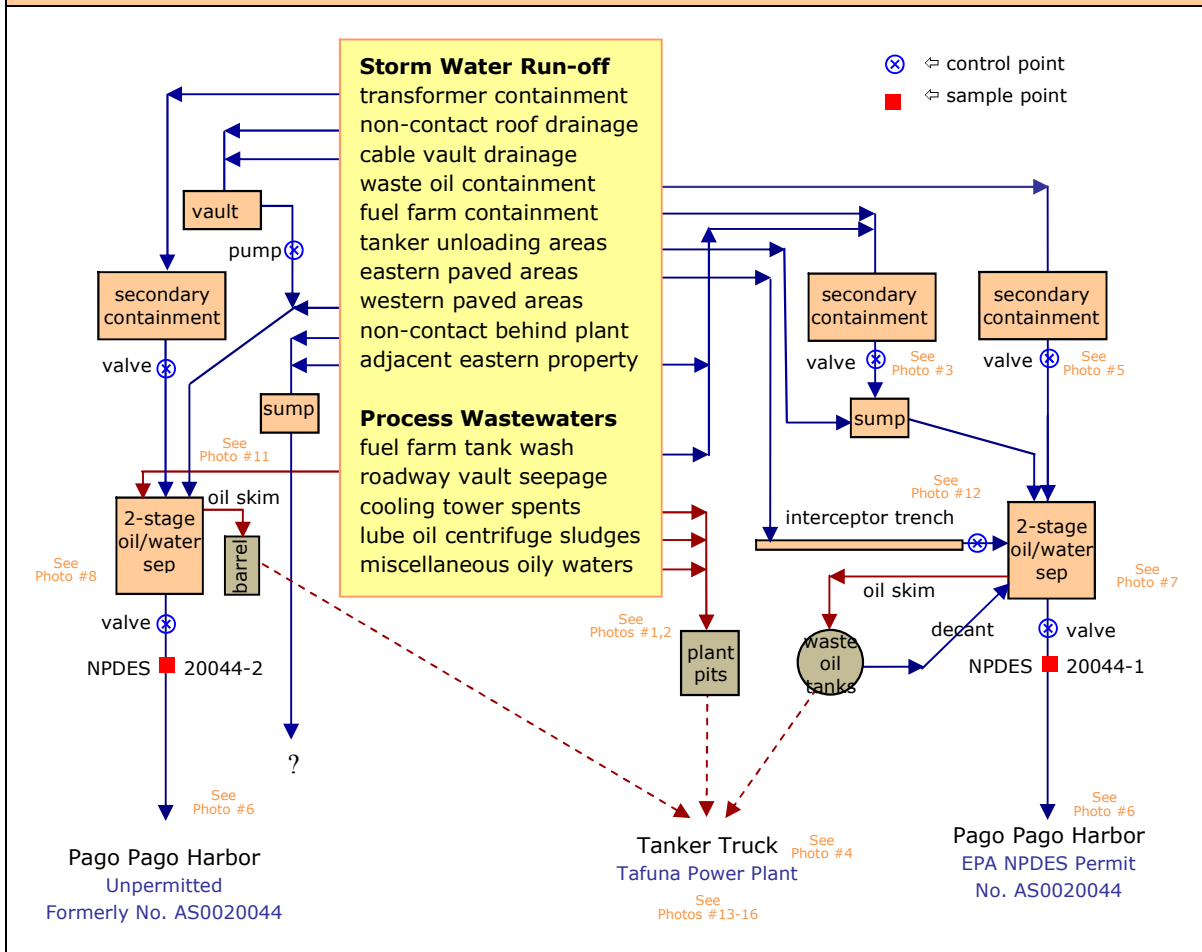 Storm Water Run-off
transformer containment
non-contact roof drainage
cable vault drainage
waste oil containment
fuel farm containment
tanker unloading areas
eastern paved areas
western paved areas
non-contact behind plant
adjacent eastern property
Process Wastewaters
fuel farm tank wash
roadway vault seepage
cooling tower spents
lube oil centrifuge sludges
miscellaneous oily waters
⇦ control point
⇦ sample point
vault
pump
secondary
containment
valve
sump
See
Photo #11
oil skim
2-stage
oil/water
sep
barrel
See
Photo #8
valve
NPDES 20044-2
?
See
Photo #6
Pago Pago Harbor
Unpermitted
Formerly No. AS0020044
See
Photos #1,2
plant
pits
waste
oil
tanks
oil skim
decant
Tanker Truck
See
Photo #4
Tafuna Power Plant
See
Photos #13-16
secondary
containment
valve
See
Photo #3
sump
secondary
containment
valve
See
Photo #5
See
Photo #12
interceptor trench
2-stage
oil/water
sep
See
Photo #7
valve
NPDES 20044-1
See
Photo #6
Pago Pago Harbor
EPA NPDES Permit
No. AS0020044